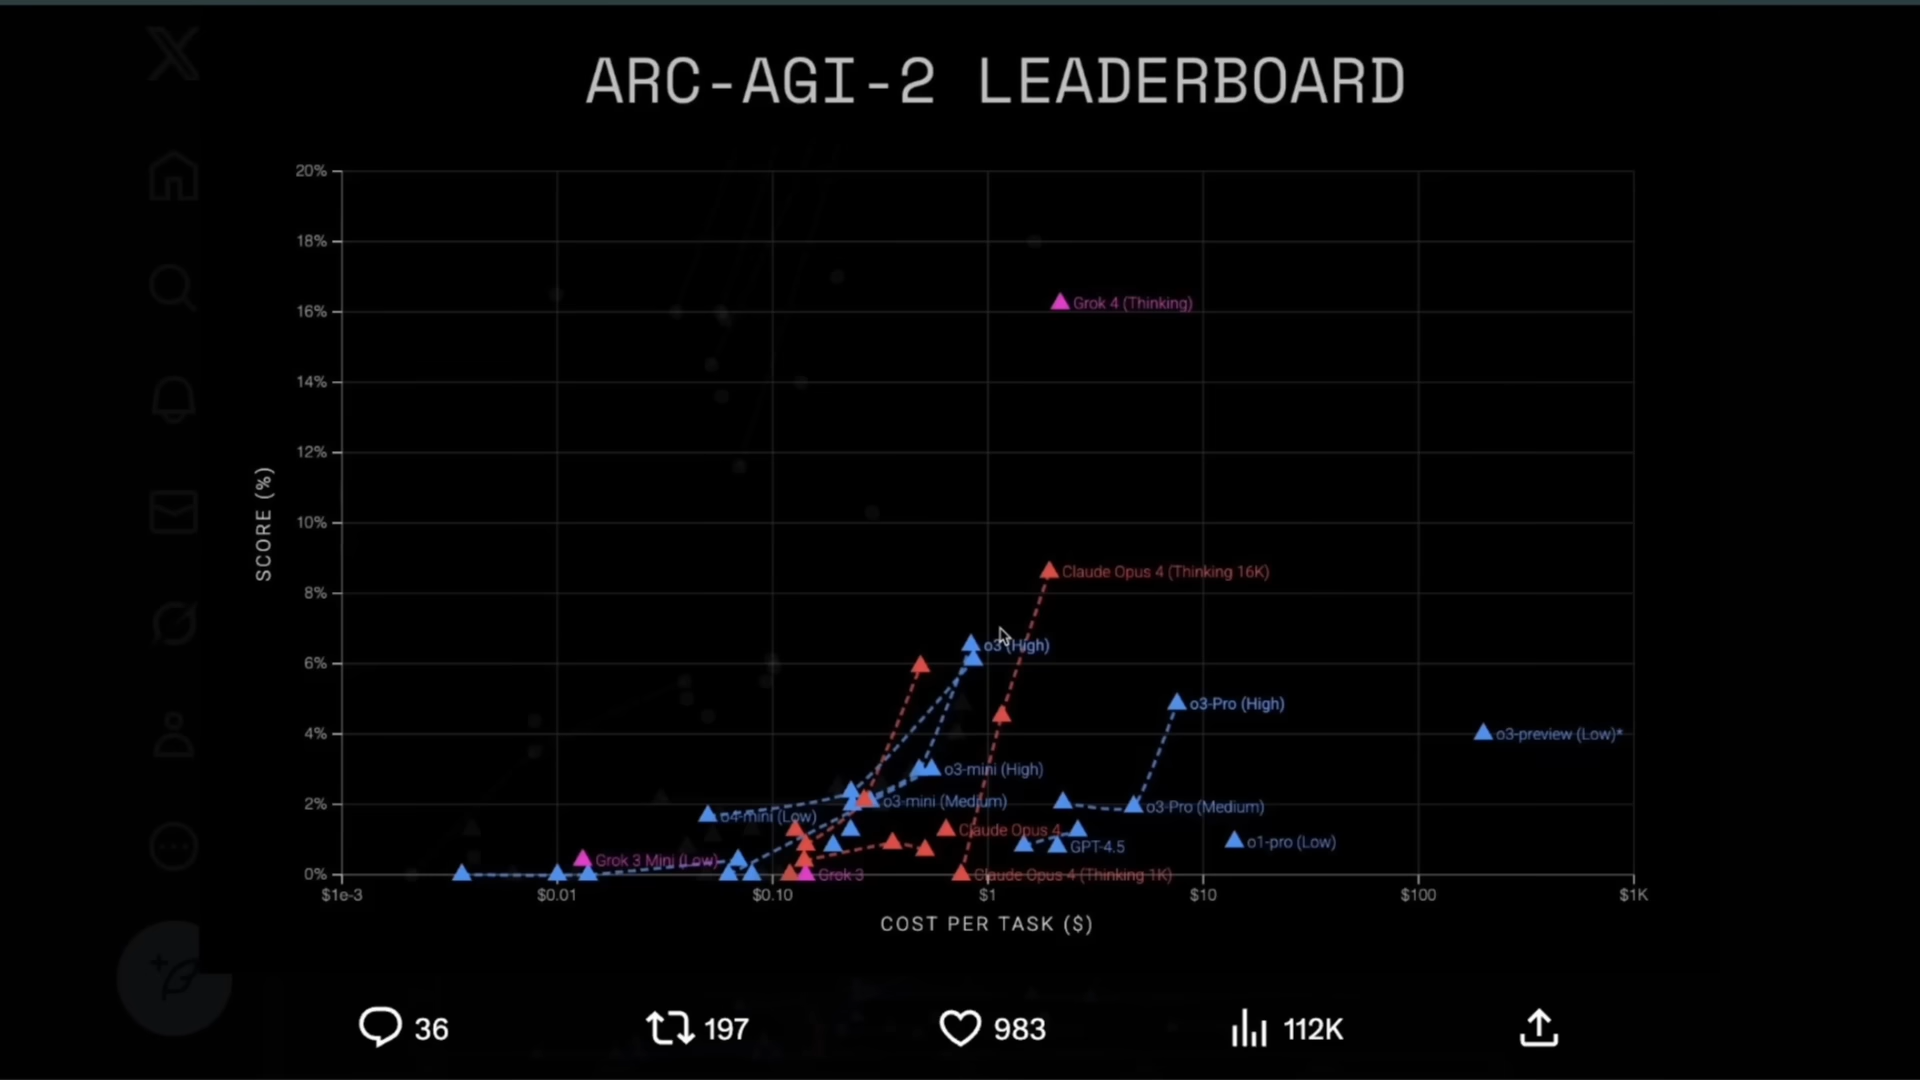 ARC-AGI-2 LEADERBOARD
20%
18%
Grok 4 (Thinking)
16%
14%
12%
SCORE (%)
10%
Claude Opus 4 (Thinking 16K)
8%
o3 (High)
6%
o3-Pro (High)
4%
o3-preview (Low)*
o3-mini (High)
2%
o3-mini (Medium)
o3-Pro (Medium)
o4-mini (Low)
Claude Opus 4
o1-pro (Low)
GPT-4.5
Grok 3 Mini (Low)
0%
Grok 3
Claude Opus 4 (Thinking 1K)
$1e-3 $0.01 $0.10 $1 $10 $100 $1K
COST PER TASK ($)
36 197 983 112K